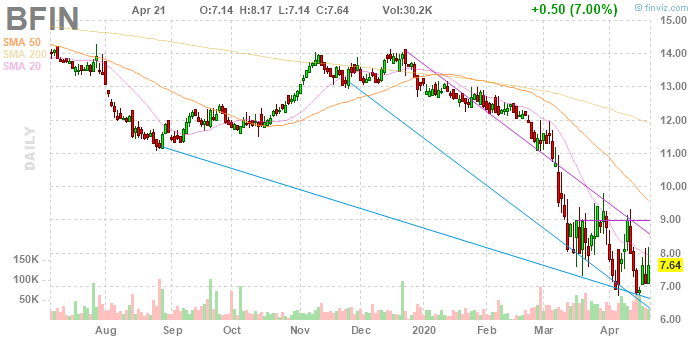 BFIN Apr 21 O:7.14 H:8.17 L:7.14 C:7.64 Vol:30.2K +0.50 (7.00%) © finviz.com
SMA 50
SMA 200
SMA 20
DAILY
15.00
14.00
13.00
12.00
11.00
10.00
9.00
8.00
7.64
7.00
6.00
150K
100K
50K
Aug Sep Oct Nov Dec 2020 Feb Mar Apr